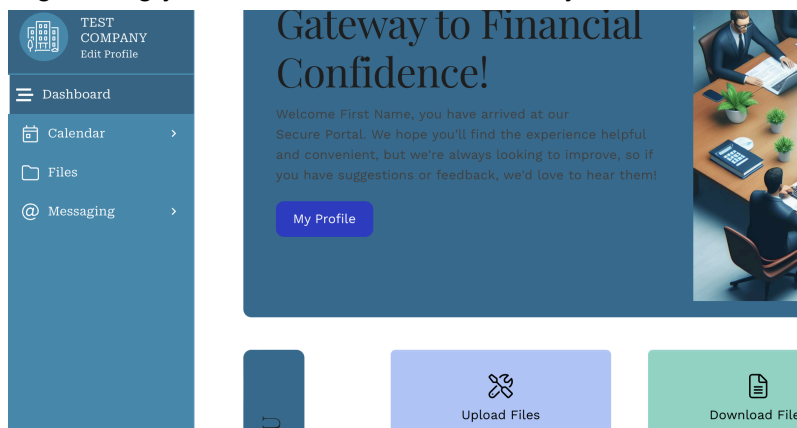 TEST
COMPANY
Edit Profile
Dashboard
Calendar
Files
Messaging
Gateway to Financial
Confidence!
Welcome First Name, you have arrived at our
Secure Portal. We hope you'll find the experience helpful
and convenient, but we're always looking to improve, so if
you have suggestions or feedback, we'd love to hear them!
My Profile
Upload Files
Download